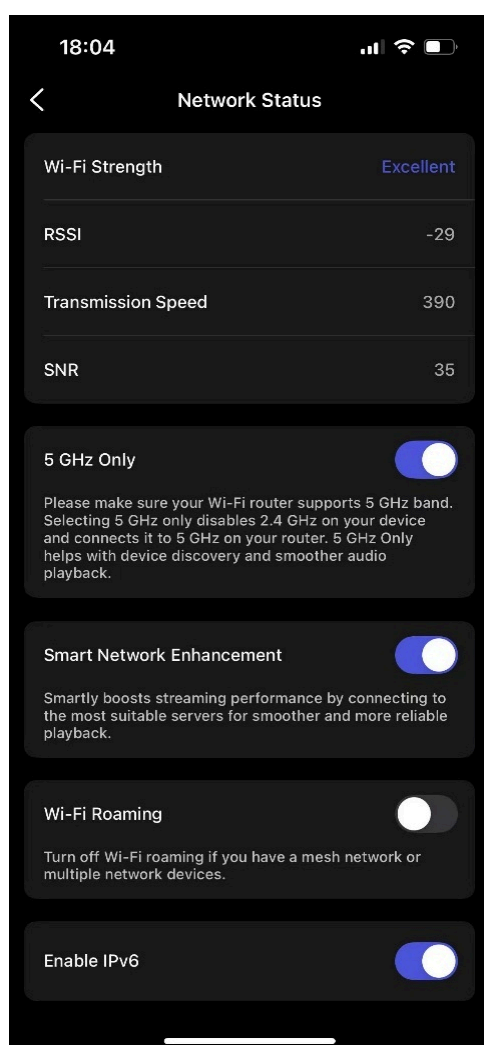 18:04
Network Status
Wi-Fi Strength Excellent
RSSI -29
Transmission Speed 390
SNR 35
5 GHz Only
Please make sure your Wi-Fi router supports 5 GHz band.
Selecting 5 GHz only disables 2.4 GHz on your device
and connects it to 5 GHz on your router. 5 GHz Only
helps with device discovery and smoother audio
playback.
Smart Network Enhancement
Smartly boosts streaming performance by connecting to
the most suitable servers for smoother and more reliable
playback.
Wi-Fi Roaming
Turn off Wi-Fi roaming if you have a mesh network or
multiple network devices.
Enable IPv6